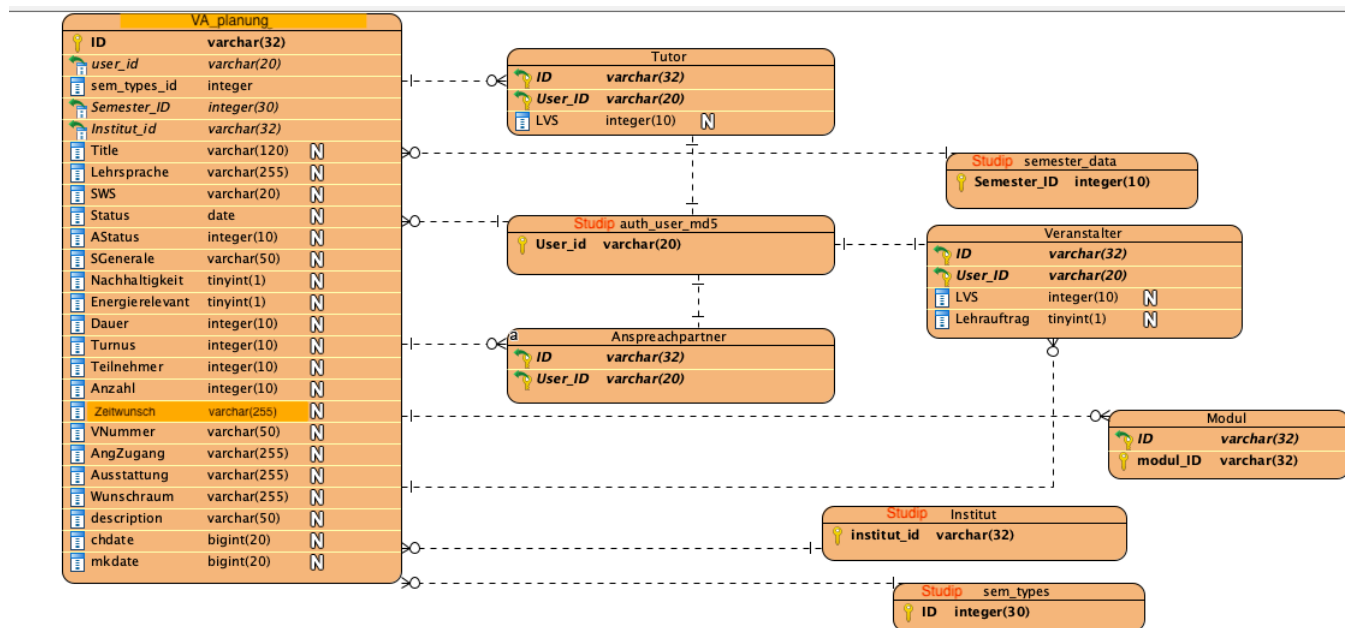 VA_planung
ID varchar(32)
user_id varchar(20)
sem_types_id integer
Semester_ID integer(30)
Institut_id varchar(32)
Title varchar(120) N
Lehrsprache varchar(255) N
SWS varchar(20) N
Status date N
AStatus integer(10) N
SGenerale varchar(50) N
Nachhaltigkeit tinyint(1) N
Energierelevant tinyint(1) N
Dauer integer(10) N
Turnus integer(10) N
Teilnehmer integer(10) N
Anzahl integer(10) N
Zeitwunsch varchar(255) N
VNummer varchar(50) N
AngZugang varchar(255) N
Ausstattung varchar(255) N
Wunschraum varchar(255) N
description varchar(50) N
chdate bigint(20) N
mkdate bigint(20) N
Tutor
ID varchar(32)
User_ID varchar(20)
LVS integer(10) N
Studip semester_data
Semester_ID integer(10)
Studip auth_user_md5
User_id varchar(20)
Veranstalter
ID varchar(32)
User_ID varchar(20)
LVS integer(10) N
Lehrauftrag tinyint(1) N
a Anspreachpartner
ID varchar(32)
User_ID varchar(20)
Modul
ID varchar(32)
modul_ID varchar(32)
Studip Institut
institut_id varchar(32)
Studip sem_types
ID integer(30)